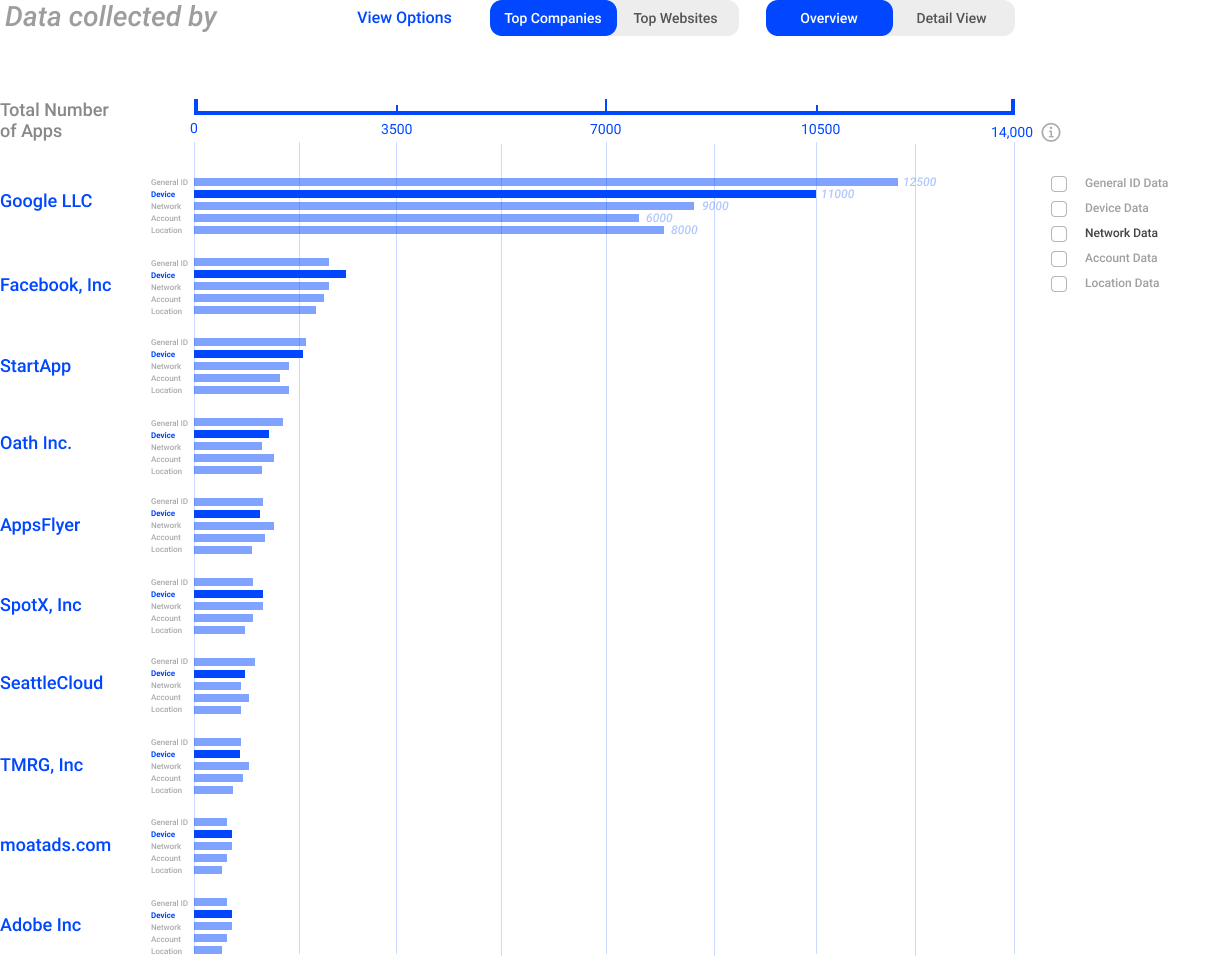 Data collected by
View Options
Top Companies
Top Websites
Overview
Detail View
Total Number
of Apps
0
3500
7000
10500
14,000
General ID
12500
Device
11000
Network
9000
Account
6000
Location
8000
Google LLC
General ID Data
Device Data
Network Data
Account Data
Location Data
General ID
Device
Network
Account
Location
Facebook, Inc
General ID
Device
Network
Account
Location
StartApp
General ID
Device
Network
Account
Location
Oath Inc.
General ID
Device
Network
Account
Location
AppsFlyer
General ID
Device
Network
Account
Location
SpotX, Inc
General ID
Device
Network
Account
Location
SeattleCloud
General ID
Device
Network
Account
Location
TMRG, Inc
General ID
Device
Network
Account
Location
moatads.com
General ID
Device
Network
Account
Location
Adobe Inc